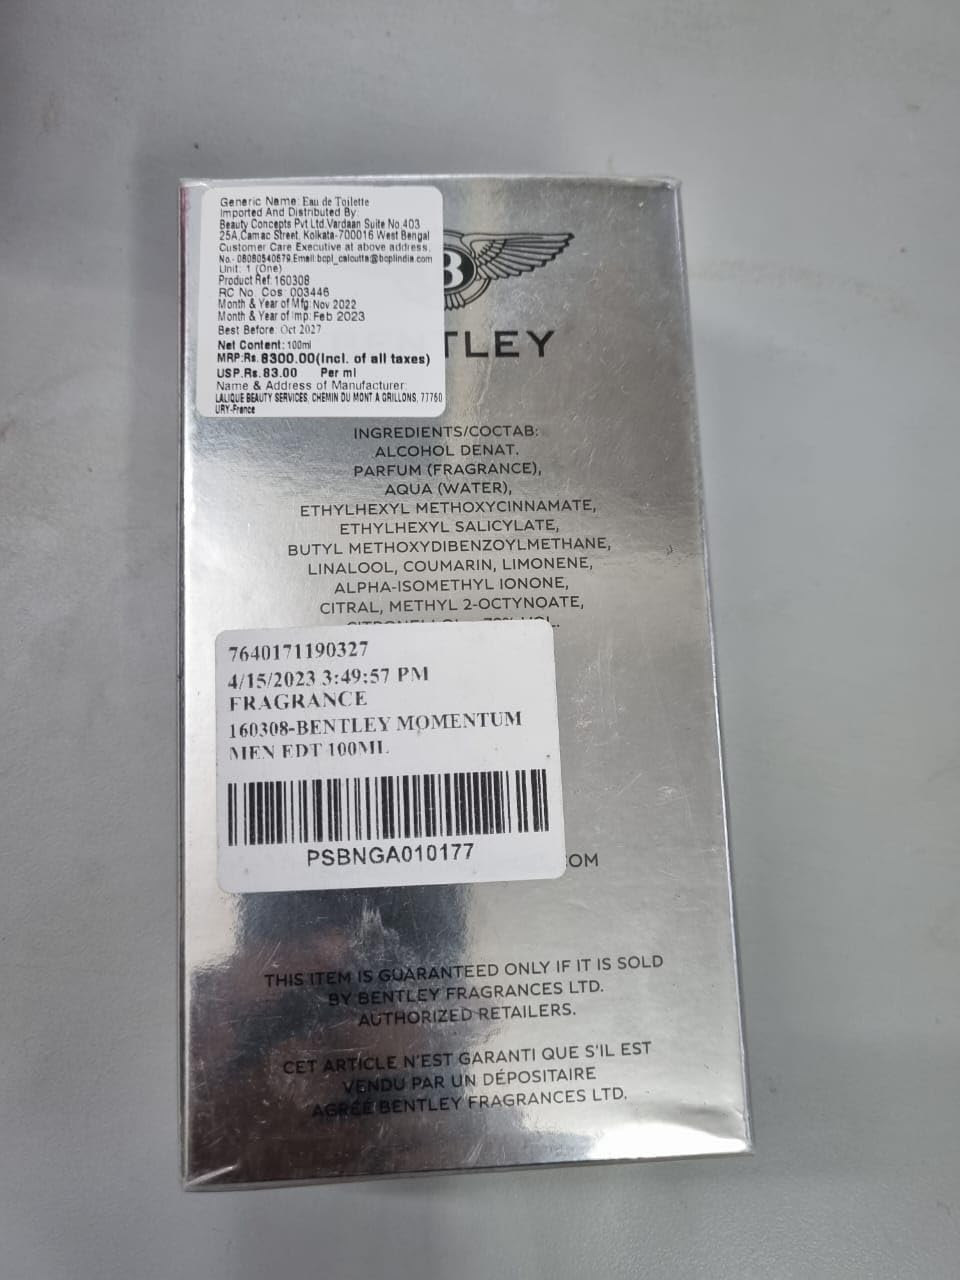 Generic Name: Eau de Toilette
Imported And Distributed By:
Beauty Concepts Pvt Ltd.Vardaan Suite No.403
25A,Camac Street, Kolkata-700016 West Bengal
Customer Care Executive at above address.
No.- 08080540679.Email:bcpl_calcutta@bcplindia.com
Unit: 1 (One)
Product Ref: 160308
RC No. Cos: 003446
Month & Year of Mfg: Nov 2022
Month & Year of Imp: Feb 2023
Best Before: Oct 2027
Net Content: 100ml
MRP:Rs. 8300.00(Incl. of all taxes)
USP.Rs. 83.00 Per ml
Name & Address of Manufacturer:
LALIQUE BEAUTY SERVICES, CHEMIN DU MONT A GRILLONS, 77750
URY-France
B
TLEY
INGREDIENTS/COCTAB:
ALCOHOL DENAT.
PARFUM (FRAGRANCE),
AQUA (WATER),
ETHYLHEXYL METHOXYCINNAMATE,
ETHYLHEXYL SALICYLATE,
BUTYL METHOXYDIBENZOYLMETHANE,
LINALOOL, COUMARIN, LIMONENE,
ALPHA-ISOMETHYL IONONE,
CITRAL, METHYL 2-OCTYNOATE,
7640171190327
4/15/2023 3:49:57 PM
FRAGRANCE
160308-BENTLEY MOMENTUM
MEN EDT 100ML
PSBNGA010177
COM
THIS ITEM IS GUARANTEED ONLY IF IT IS SOLD
BY BENTLEY FRAGRANCES LTD.
AUTHORIZED RETAILERS.
CET ARTICLE N'EST GARANTI QUE S'IL EST
VENDU PAR UN DÉPOSITAIRE
AGRÉÉ BENTLEY FRAGRANCES LTD.